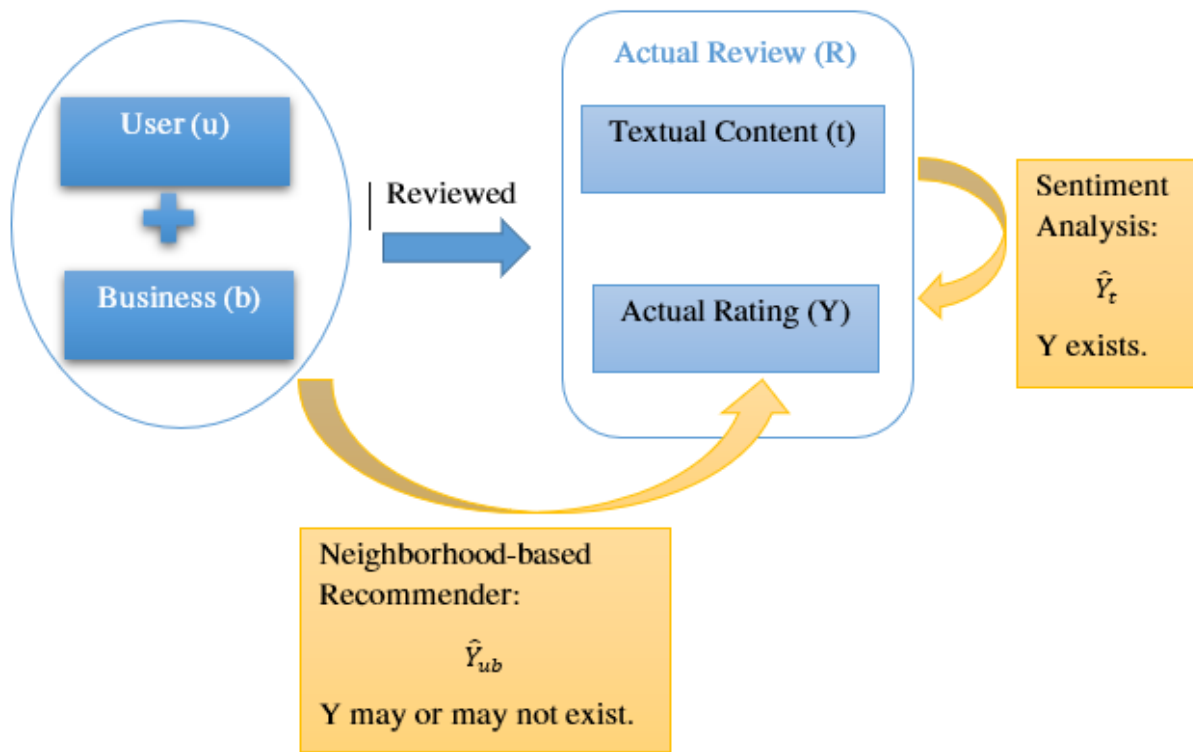 User (u)
Business (b)
Reviewed
Actual Review (R)
Textual Content (t)
Actual Rating (Y)
Sentiment
Analysis:
Ŷₜ
Y exists.
Neighborhood-based
Recommender:
Ŷ_ub
Y may or may not exist.